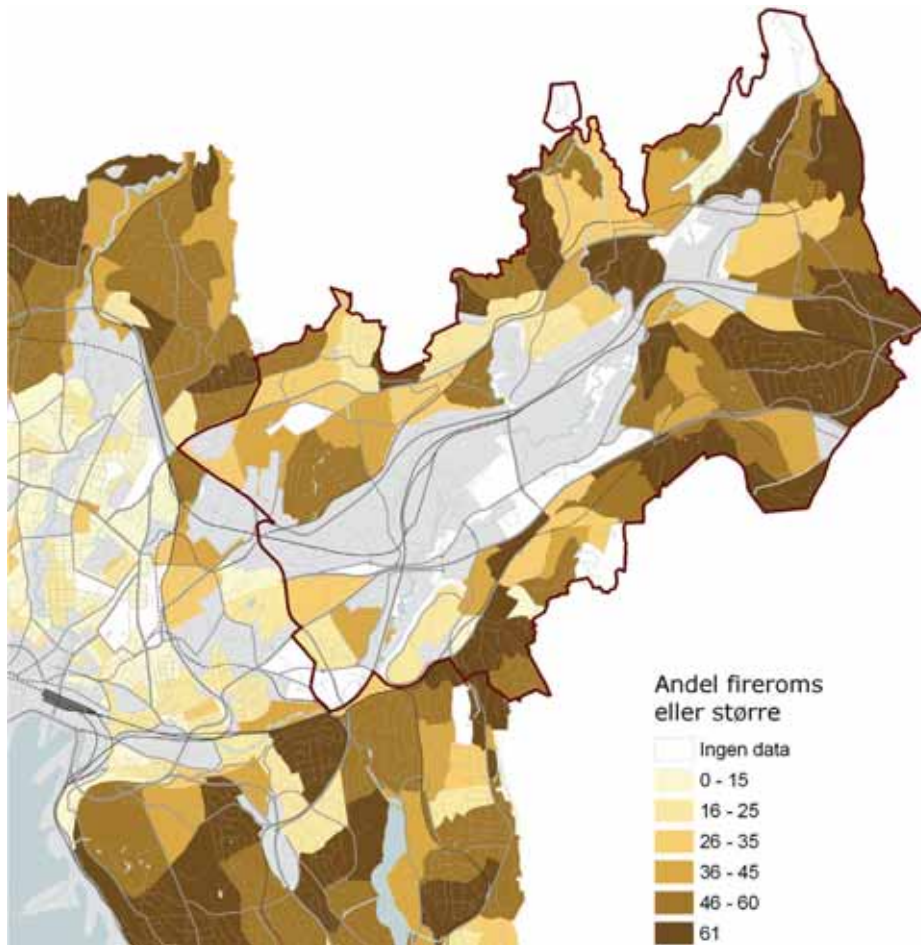 Andel fireroms
eller større
Ingen data
0 - 15
16 - 25
26 - 35
36 - 45
46 - 60
61